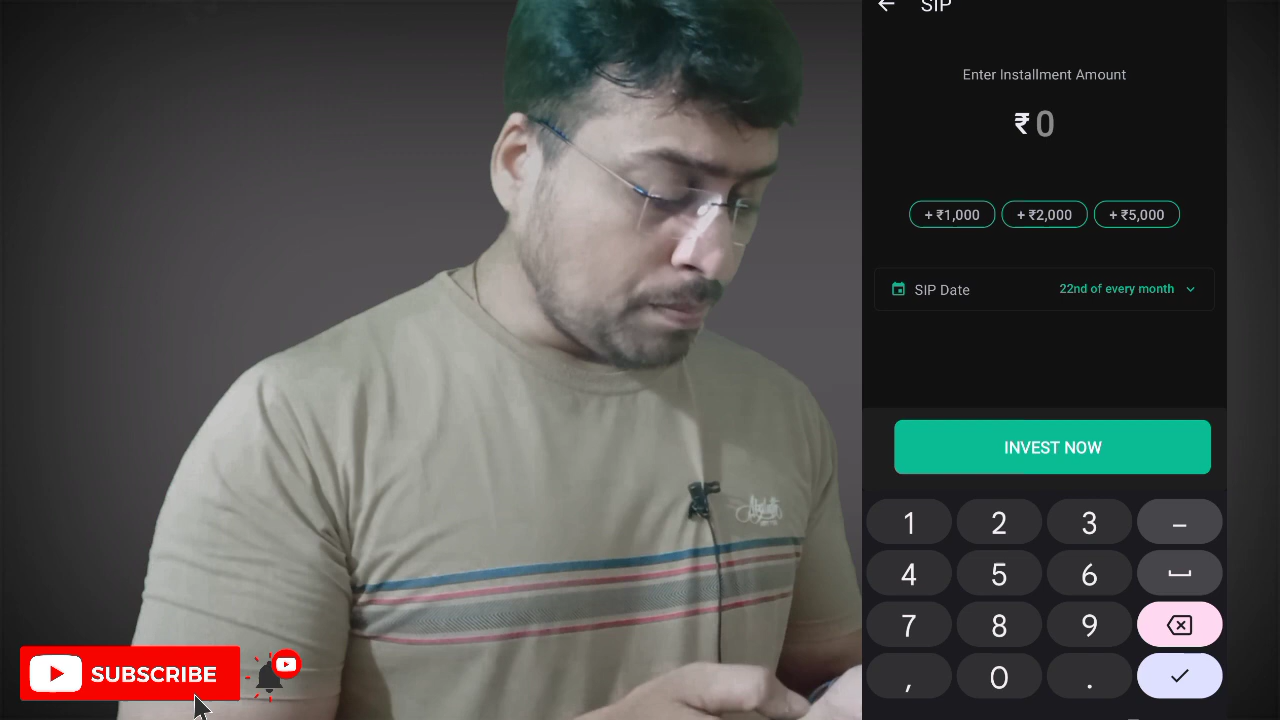 SIP
Enter Installment Amount
₹ 0
+ ₹1,000 + ₹2,000 + ₹5,000
SIP Date 22nd of every month
INVEST NOW
1 2 3 –
4 5 6
7 8 9
, 0 .
SUBSCRIBE